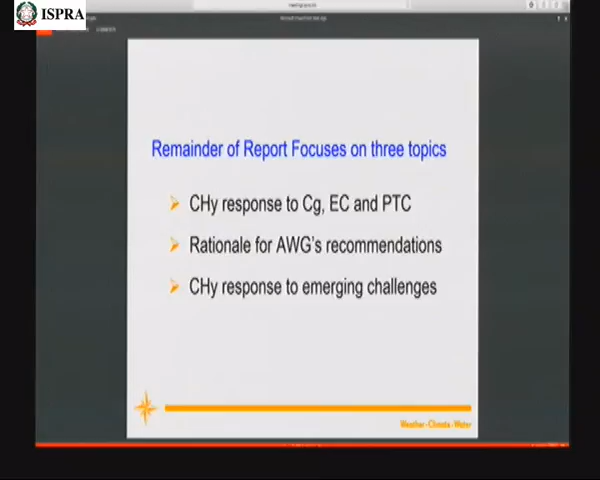 ISPRA
Remainder of Report Focuses on three topics
CHy response to Cg, EC and PTC
Rationale for AWG's recommendations
CHy response to emerging challenges
Weather - Climate - Water